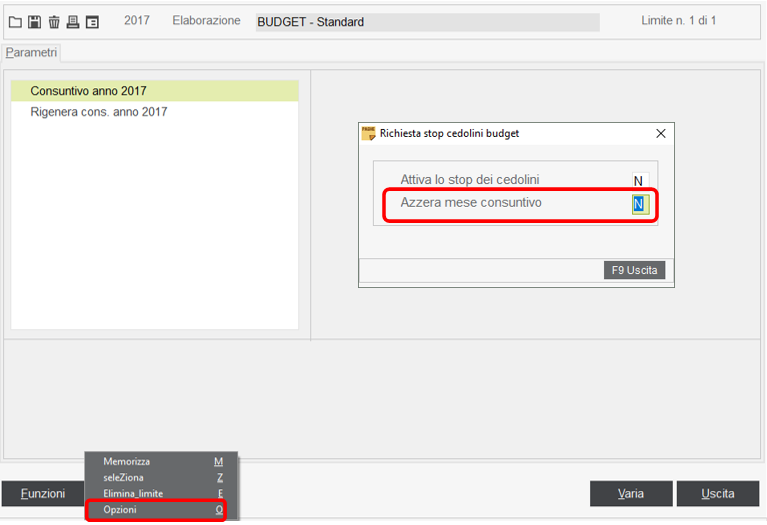 2017 Elaborazione BUDGET - Standard Limite n. 1 di 1
Parametri
Consuntivo anno 2017
Rigenera cons. anno 2017
PAGHE Richiesta stop cedolini budget
Attiva lo stop dei cedolini N
Azzera mese consuntivo N
F9 Uscita
Memorizza M
seleZiona Z
Elimina_limite E
Opzioni O
Funzioni Varia Uscita